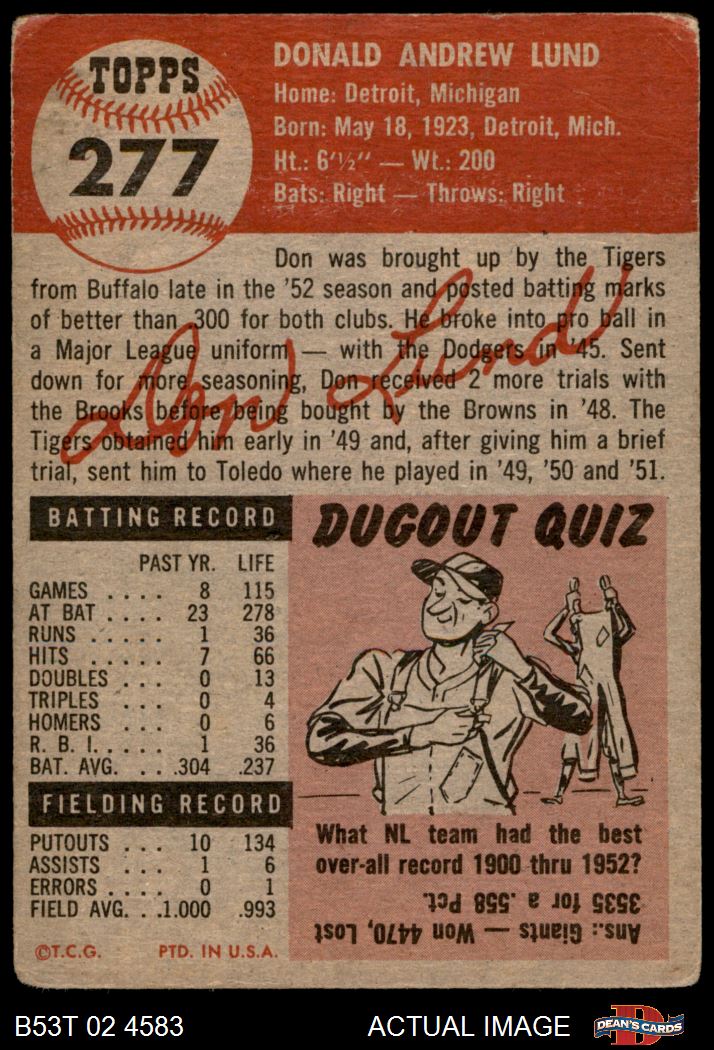 TOPPS
277
DONALD ANDREW LUND
Home: Detroit, Michigan
Born: May 18, 1923, Detroit, Mich.
Ht.: 6'½" — Wt.: 200
Bats: Right — Throws: Right
Don was brought up by the Tigers
from Buffalo late in the '52 season and posted batting marks
of better than .300 for both clubs. He broke into pro ball in
a Major League uniform — with the Dodgers in '45. Sent
down for more seasoning, Don received 2 more trials with
the Brooks before being bought by the Browns in '48. The
Tigers obtained him early in '49 and, after giving him a brief
trial, sent him to Toledo where he played in '49, '50 and '51.
Don Lund
BATTING RECORD
PAST YR. LIFE
GAMES .... 8 115
AT BAT ... 23 278
RUNS ..... 1 36
HITS ..... 7 66
DOUBLES ... 0 13
TRIPLES ... 0 4
HOMERS ... 0 6
R. B. I..... 1 36
BAT. AVG. ... .304 .237
FIELDING RECORD
PUTOUTS ... 10 134
ASSISTS ... 1 6
ERRORS .... 0 1
FIELD AVG. ..1.000 .993
©T.C.G. PTD. IN U.S.A.
DUGOUT QUIZ
What NL team had the best
over-all record 1900 thru 1952?
Ans.: Giants — Won 4470, Lost
3535 for a .558 Pct.
B53T 02 4583 ACTUAL IMAGE
D
DEAN'S CARDS